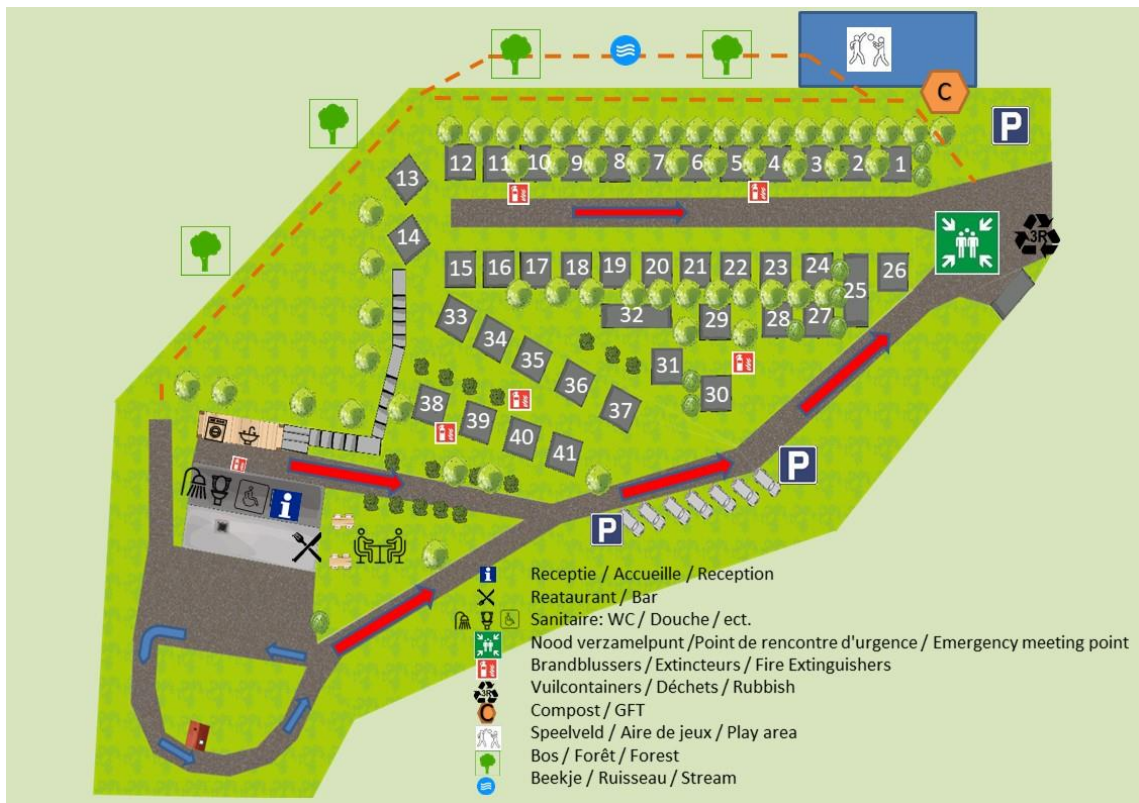 C
P
12 11 10 9 8 7 6 5 4 3 2 1
13
14
3R
15 16 17 18 19 20 21 22 23 24 25 26
33 34 35 36 37
32 29 28 27
31
30
38 39 40 41
P
P
i
i Receptie / Accueille / Reception
Reataurant / Bar
Sanitaire: WC / Douche / ect.
Nood verzamelpunt /Point de rencontre d'urgence / Emergency meeting point
Brandblussers / Extincteurs / Fire Extinguishers
3R Vuilcontainers / Déchets / Rubbish
C Compost / GFT
Speelveld / Aire de jeux / Play area
Bos / Forêt / Forest
Beekje / Ruisseau / Stream